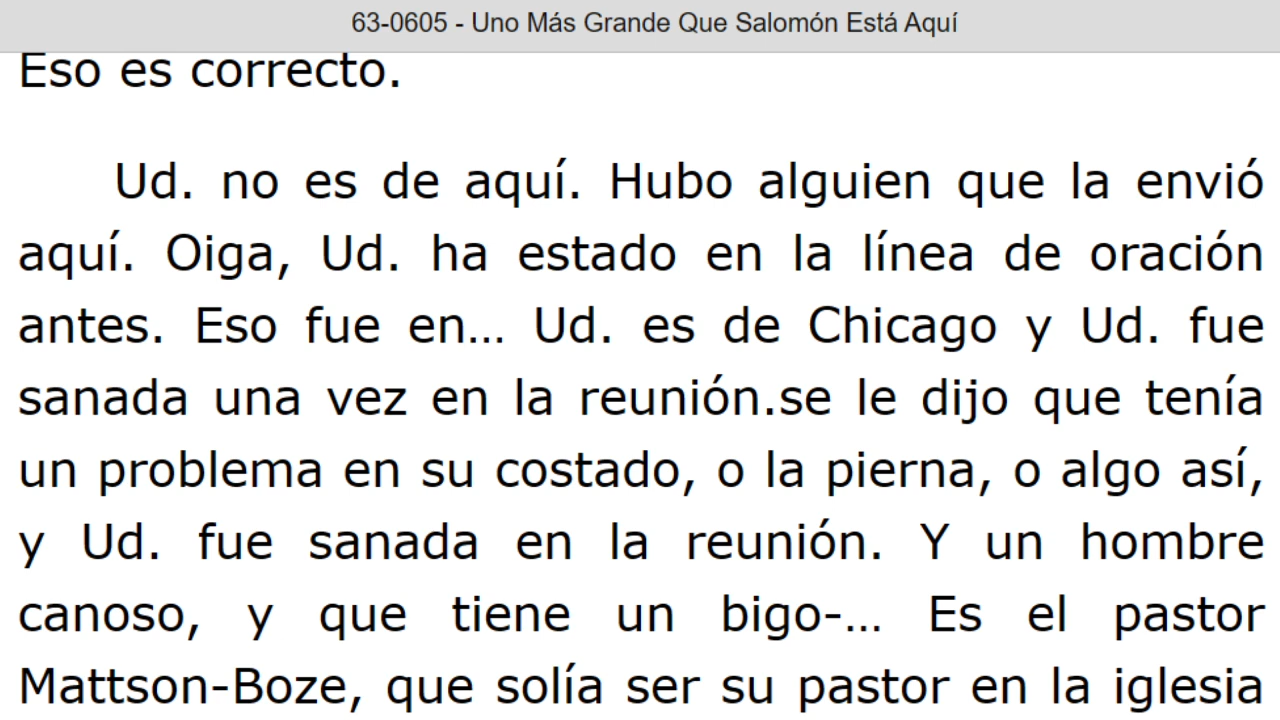 63-0605 - Uno Más Grande Que Salomón Está Aquí
Eso es correcto.
Ud. no es de aquí. Hubo alguien que la envió
aquí. Oiga, Ud. ha estado en la línea de oración
antes. Eso fue en... Ud. es de Chicago y Ud. fue
sanada una vez en la reunión.se le dijo que tenía
un problema en su costado, o la pierna, o algo así,
y Ud. fue sanada en la reunión. Y un hombre
canoso, y que tiene un bigo-... Es el pastor
Mattson-Boze, que solía ser su pastor en la iglesia